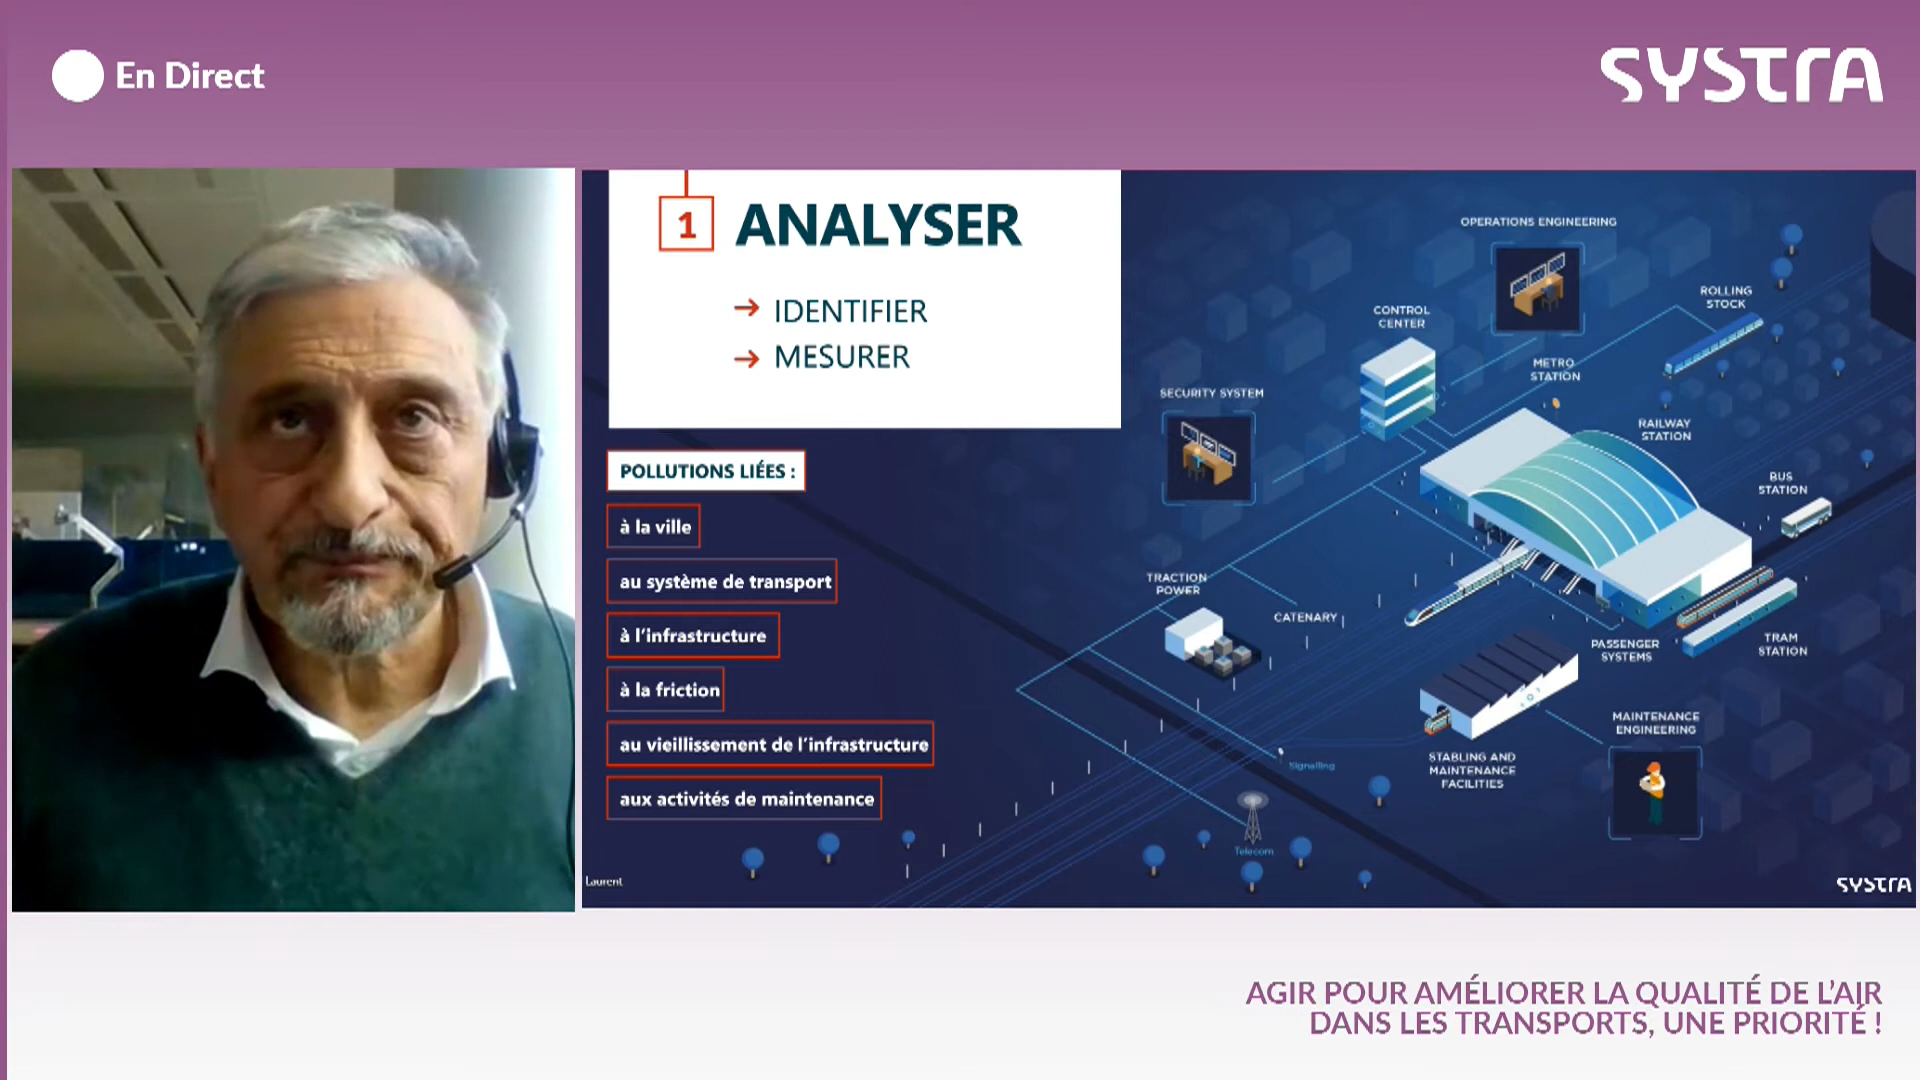 En Direct
SYSTRA
1 ANALYSER
→ IDENTIFIER
→ MESURER
POLLUTIONS LIÉES :
à la ville
au système de transport
à l'infrastructure
à la friction
au vieillissement de l'infrastructure
aux activités de maintenance
OPERATIONS ENGINEERING
ROLLING
STOCK
CONTROL
CENTER
METRO
STATION
SECURITY SYSTEM
RAILWAY
STATION
BUS
STATION
TRACTION
POWER
CATENARY
PASSENGER
SYSTEMS
TRAM
STATION
MAINTENANCE
ENGINEERING
STABLING AND
MAINTENANCE
FACILITIES
Signalling
Telecom
Laurent
SYSTRA
AGIR POUR AMÉLIORER LA QUALITÉ DE L'AIR
DANS LES TRANSPORTS, UNE PRIORITÉ !